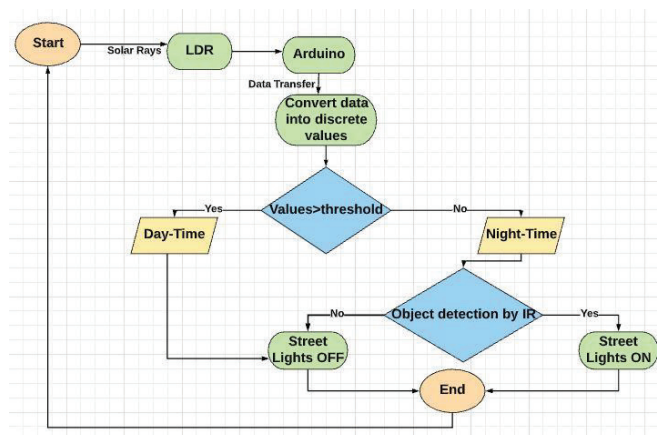 Start
Solar Rays
LDR
Arduino
Data Transfer
Convert data
into discrete
values
Values>threshold
Yes
No
Day-Time
Night-Time
Object detection by IR
No
Yes
Street
Lights OFF
Street
Lights ON
End